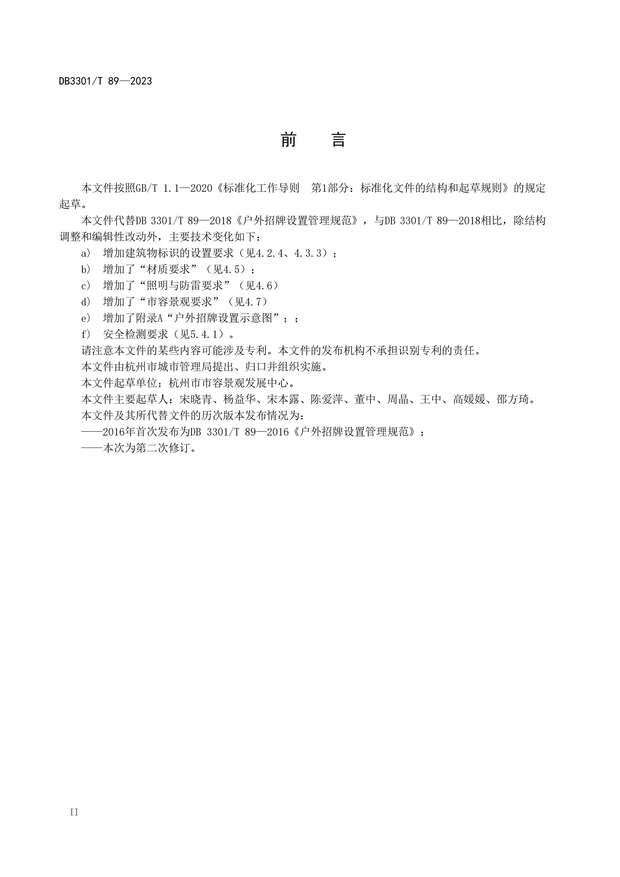 DB3301/T 89—2023
前 言
本文件按照GB/T 1.1—2020《标准化工作导则 第1部分：标准化文件的结构和起草规则》的规定
起草。
本文件代替DB 3301/T 89—2018《户外招牌设置管理规范》，与DB 3301/T 89—2018相比，除结构
调整和编辑性改动外，主要技术变化如下：
a) 增加建筑物标识的设置要求（见4.2.4、4.3.3）；
b) 增加了“材质要求”（见4.5）；
c) 增加了“照明与防雷要求”（见4.6）
d) 增加了“市容景观要求”（见4.7）
e) 增加了附录A“户外招牌设置示意图”；；
f) 安全检测要求（见5.4.1）。
请注意本文件的某些内容可能涉及专利。本文件的发布机构不承担识别专利的责任。
本文件由杭州市城市管理局提出、归口并组织实施。
本文件起草单位：杭州市市容景观发展中心。
本文件主要起草人：宋晓青、杨益华、宋本露、陈爱萍、董中、周晶、王中、高媛媛、邵方琦。
本文件及其所代替文件的历次版本发布情况为：
——2016年首次发布为DB 3301/T 89—2016《户外招牌设置管理规范》；
——本次为第二次修订。
II